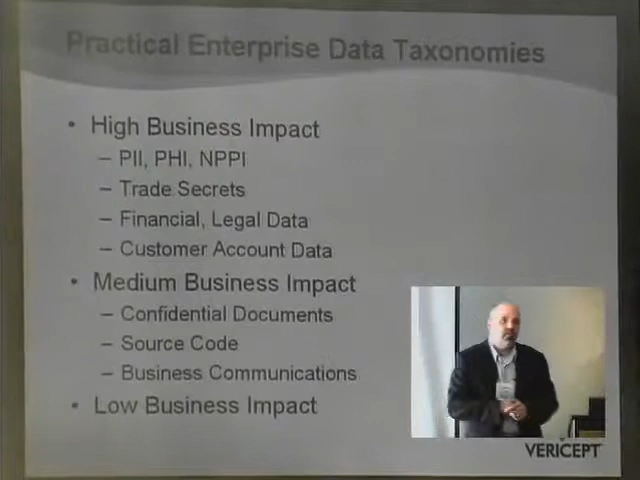 Practical Enterprise Data Taxonomies
• High Business Impact
– PII, PHI, NPPI
– Trade Secrets
– Financial, Legal Data
– Customer Account Data
• Medium Business Impact
– Confidential Documents
– Source Code
– Business Communications
• Low Business Impact
VERICEPT